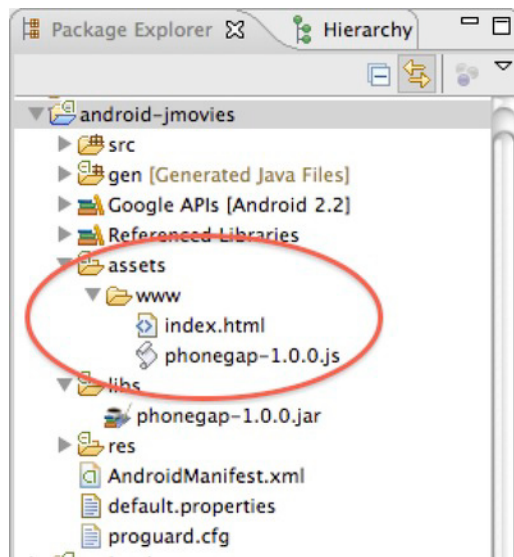 Package Explorer Hierarchy
android-jmovies
src
gen [Generated Java Files]
Google APIs [Android 2.2]
Referenced Libraries
assets
www
index.html
phonegap-1.0.0.js
libs
phonegap-1.0.0.jar
res
AndroidManifest.xml
default.properties
proguard.cfg